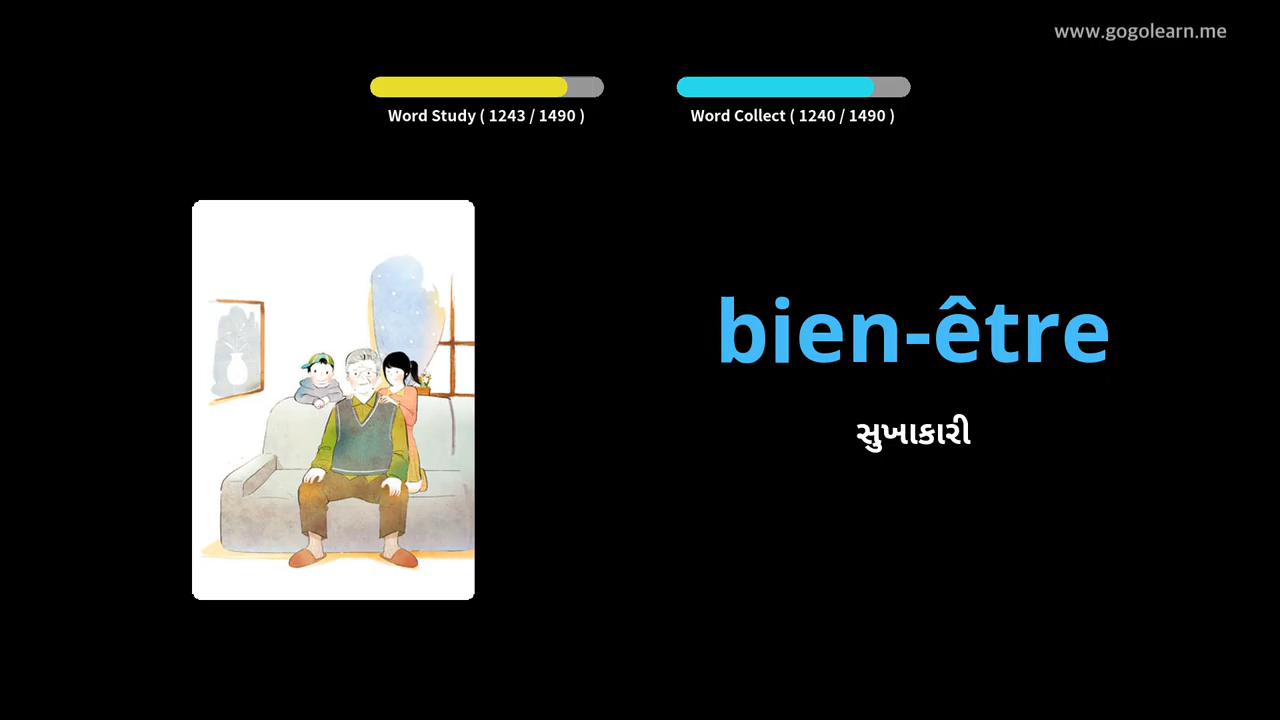 www.gogolearn.me
Word Study ( 1243 / 1490 )
Word Collect ( 1240 / 1490 )
bien-être
સુખાકારી